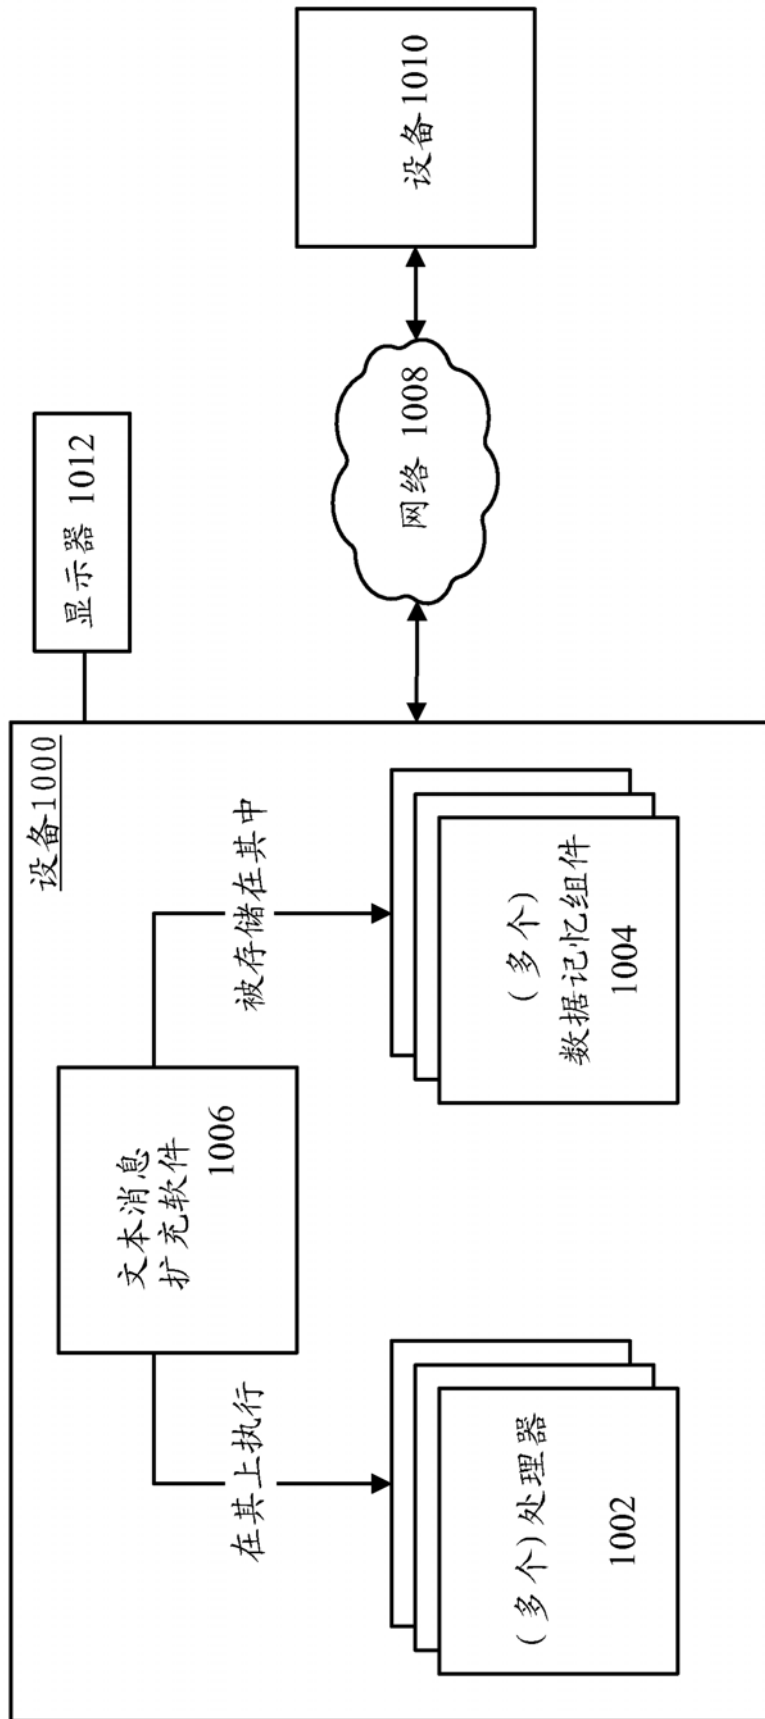 设备1000
文本消息
扩充软件
1006
在其上执行
被存储在其中
(多个)处理器
1002
(多个)
数据记忆组件
1004
显示器 1012
网络 1008
设备1010